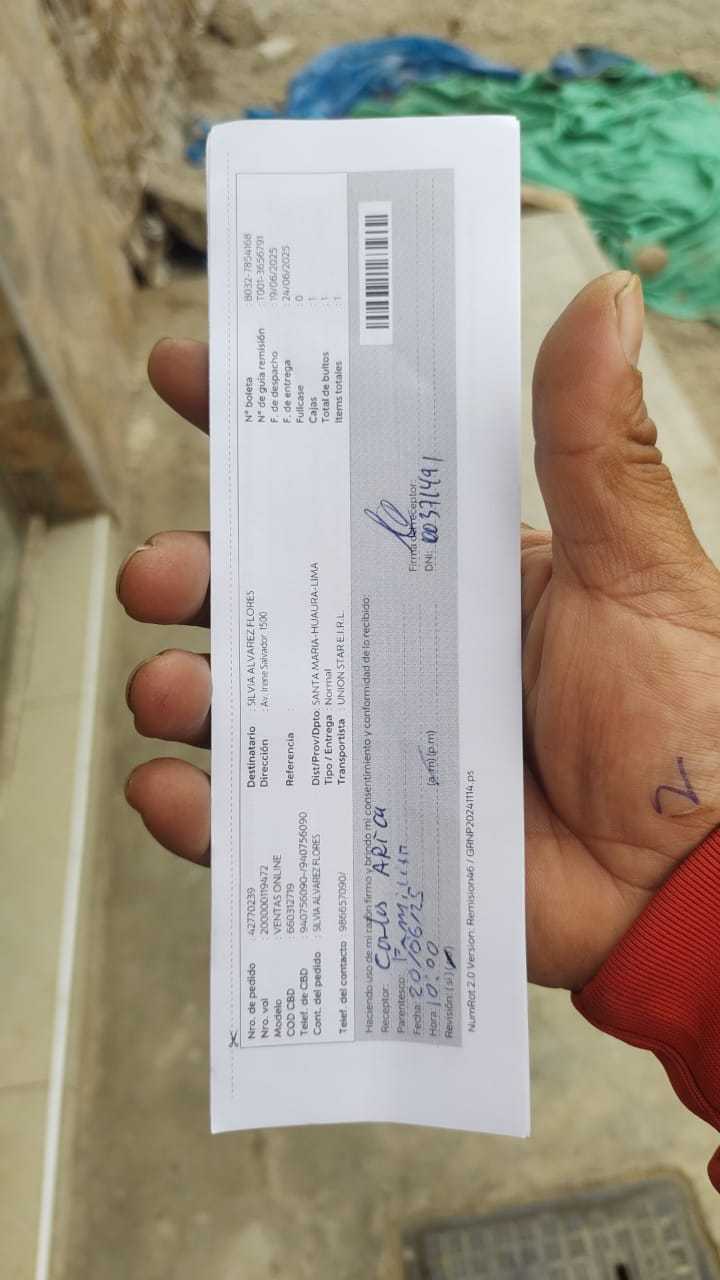 Nro. de pedido : 42770239
Nro. val : 200000119472
Modelo : VENTAS ONLINE
COD CBD : 660312719
Telef. de CBD : 940756090-/940756090
Cont. del pedido : SILVIA ALVAREZ FLORES
Telef. del contacto : 986657090/
Destinatario : SILVIA ALVAREZ FLORES
Dirección : Av. Irene Salvador 1500
Referencia :
Dist/Prov/Dpto : SANTA MARIA-HUAURA-LIMA
Tipo / Entrega : Normal
Transportista : UNION STAR E.I.R.L.
N° boleta : B032-7854168
N° de guia remisión : T001-3656791
F. de despacho : 19/06/2025
F. de entrega : 24/06/2025
Fullcase : 0
Cajas : 1
Total de bultos : 1
Items totales : 1
Haciendo uso de mi razón firmo y brindo mi consentimiento y conformidad de lo recibido:
Receptor: Carlos ARICA
Parentesco:
Fecha: 20/06/25
Hora: 10:00 (a.m)(p.m)
Revisión: (si)
Firma del receptor:
DNI: 00371491
NumRot 2.0 Version: Remision46 / GRNP20241114.ps
2